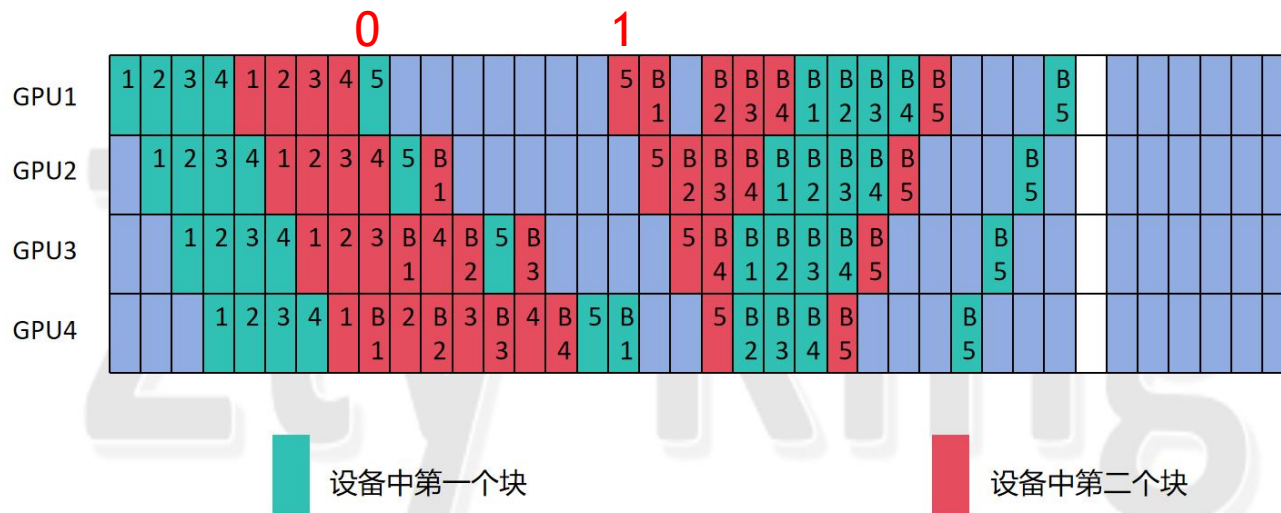 0 1
GPU1 1 2 3 4 1 2 3 4 5 5 B1 B2 B3 B4 B1 B2 B3 B4 B5 B5
GPU2 1 2 3 4 1 2 3 4 5 B1 5 B2 B3 B4 B1 B2 B3 B4 B5 B5
GPU3 1 2 3 4 1 2 3 B1 4 B2 5 B3 5 B4 B1 B2 B3 B4 B5 B5
GPU4 1 2 3 4 1 B1 2 B2 3 B3 4 B4 5 B1 5 B2 B3 B4 B5 B5
设备中第一个块 设备中第二个块
Zty King